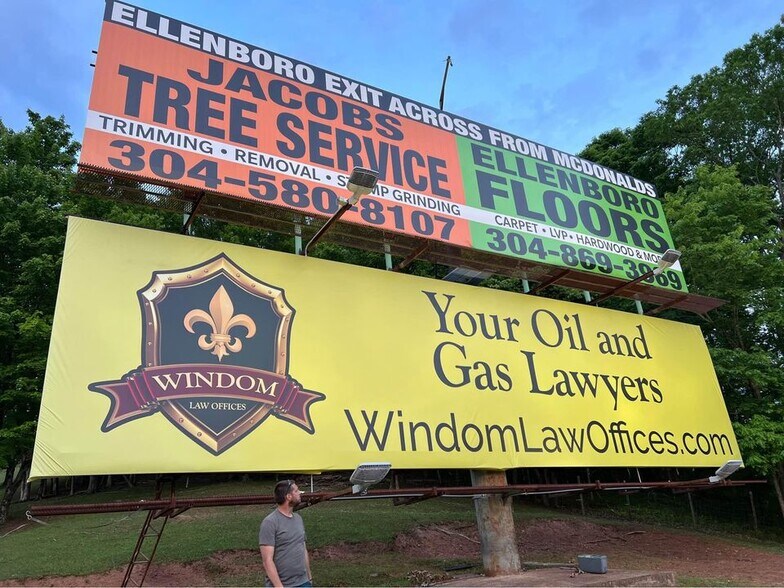 ELLENBORO EXIT ACROSS FROM MCDONALDS
JACOBS
TREE SERVICE
TRIMMING • REMOVAL • STUMP GRINDING
304-580-8107
ELLENBORO
FLOORS
CARPET • LVP • HARDWOOD & MORE
304-869-3069
WINDOM
LAW OFFICES
Your Oil and
Gas Lawyers
WindomLawOffices.com